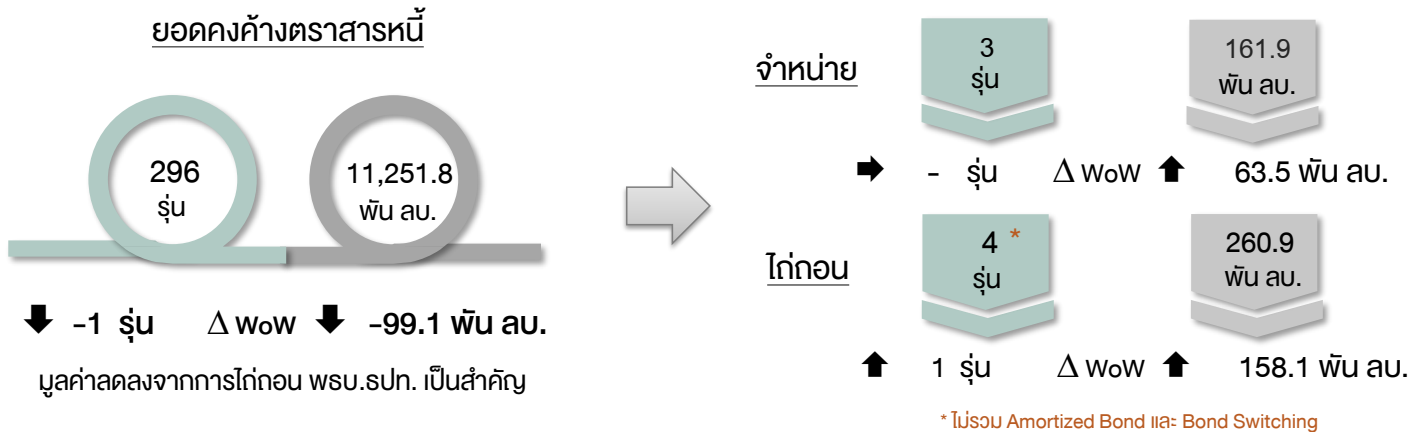 ยอดคงค้างตราสารหนี้
296
รุ่น
11,251.8
พัน ลบ.
-1 รุ่น Δ WoW -99.1 พัน ลบ.
มูลค่าลดลงจากการไถ่ถอน พธบ.ธปท. เป็นสำคัญ
จำหน่าย
3
รุ่น
161.9
พัน ลบ.
- รุ่น Δ WoW 63.5 พัน ลบ.
ไถ่ถอน
4 *
รุ่น
260.9
พัน ลบ.
1 รุ่น Δ WoW 158.1 พัน ลบ.
* ไม่รวม Amortized Bond และ Bond Switching